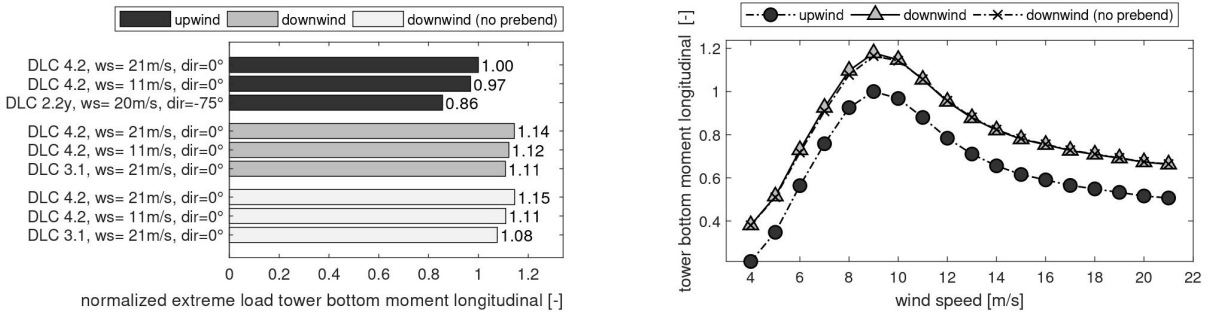 upwind downwind downwind (no prebend)
DLC 4.2, ws= 21m/s, dir=0° 1.00
DLC 4.2, ws= 11m/s, dir=0° 0.97
DLC 2.2y, ws= 20m/s, dir=-75° 0.86
DLC 4.2, ws= 21m/s, dir=0° 1.14
DLC 4.2, ws= 11m/s, dir=0° 1.12
DLC 3.1, ws= 21m/s, dir=0° 1.11
DLC 4.2, ws= 21m/s, dir=0° 1.15
DLC 4.2, ws= 11m/s, dir=0° 1.11
DLC 3.1, ws= 21m/s, dir=0° 1.08
0 0.2 0.4 0.6 0.8 1 1.2
normalized extreme load tower bottom moment longitudinal [-]
upwind downwind downwind (no prebend)
tower bottom moment longitudinal [-]
1.2
1
0.8
0.6
0.4
4 6 8 10 12 14 16 18 20 22
wind speed [m/s]